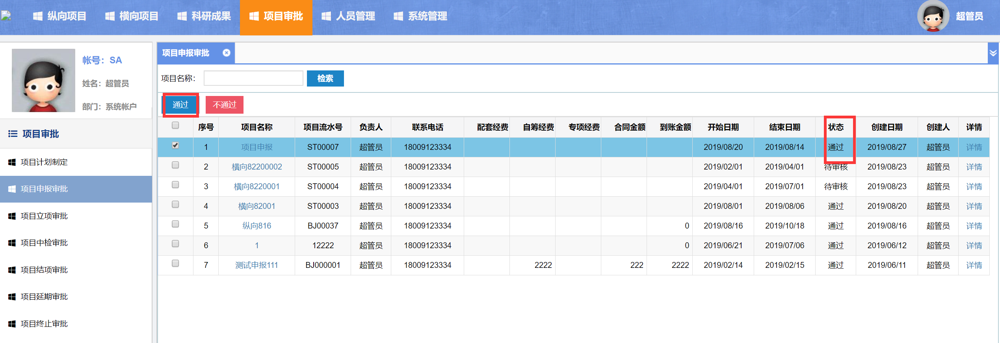 纵向项目 横向项目 科研成果 项目审批 人员管理 系统管理 超管员
帐号：SA
姓名：超管员
部门：系统帐户
项目审批
项目计划制定
项目申报审批
项目立项审批
项目中检审批
项目结项审批
项目延期审批
项目终止审批
项目申报审批
项目名称： 检索
通过 不通过
序号 项目名称 项目流水号 负责人 联系电话 配套经费 自筹经费 专项经费 合同金额 到账金额 开始日期 结束日期 状态 创建日期 创建人 详情
1 项目申报 ST00007 超管员 18009123334 2019/08/20 2019/08/14 通过 2019/08/27 超管员 详情
2 横向82200002 ST00005 超管员 18009123334 2019/02/01 2019/04/01 待审核 2019/08/23 超管员 详情
3 横向8220001 ST00004 超管员 18009123334 2019/04/01 2019/07/01 待审核 2019/08/23 超管员 详情
4 横向82001 ST00003 超管员 18009123334 2019/08/01 2019/08/06 通过 2019/08/20 超管员 详情
5 纵向816 BJ00037 超管员 18009123334 0 2019/08/16 2019/10/18 通过 2019/08/16 超管员 详情
6 1 12222 超管员 18009123334 0 2019/06/21 2019/07/06 通过 2019/06/12 超管员 详情
7 测试申报111 BJ000001 超管员 18009123334 2222 222 2222 2019/02/14 2019/02/15 通过 2019/06/11 超管员 详情